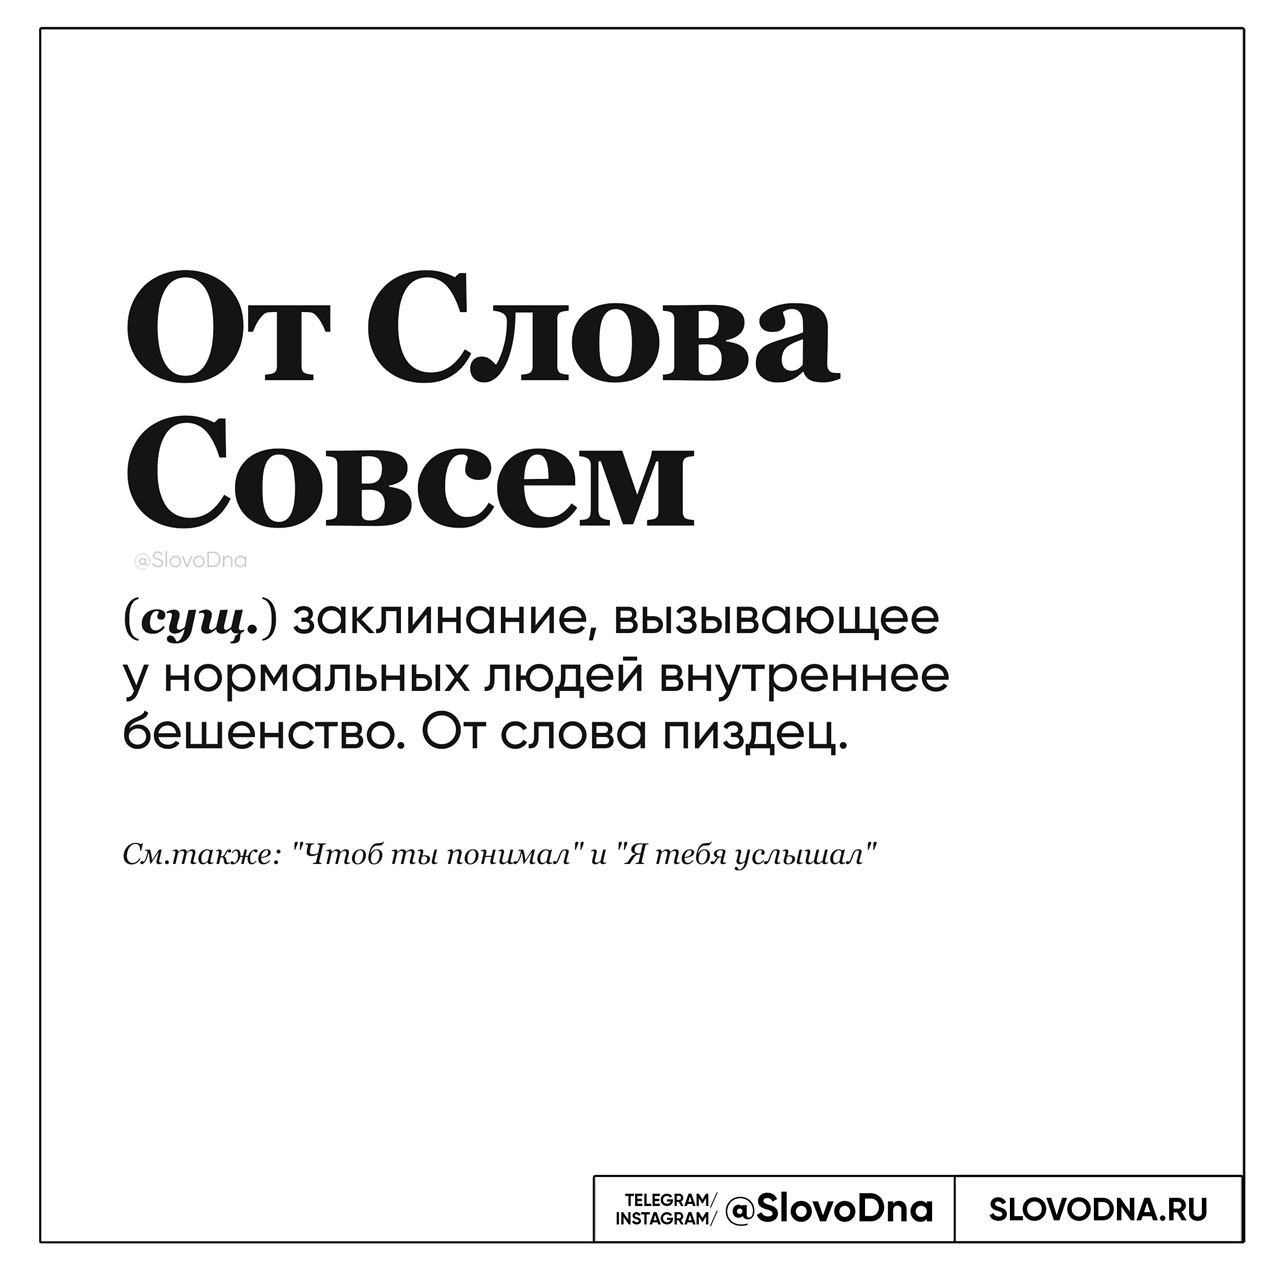 От Слова
Совсем
@SlovoDna
(сущ.) заклинание, вызывающее
у нормальных людей внутреннее
бешенство. От слова пиздец.
См.также: "Чтоб ты понимал" и "Я тебя услышал"
TELEGRAM/
INSTAGRAM/
@SlovoDna
SLOVODNA.RU